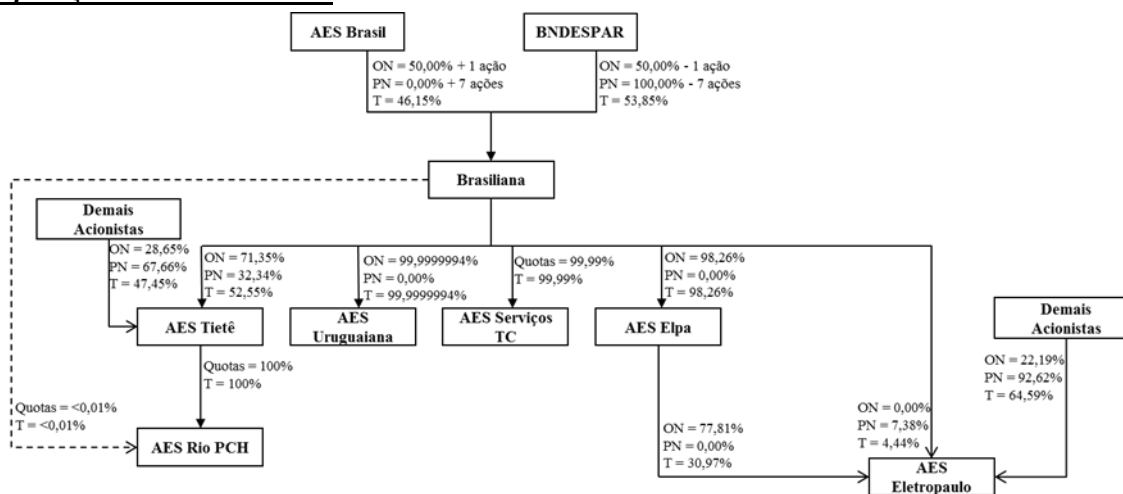 AES Brasil
BNDESPAR
ON = 50,00% + 1 ação
PN = 0,00% + 7 ações
T = 46,15%
ON = 50,00% - 1 ação
PN = 100,00% - 7 ações
T = 53,85%
Brasiliana
Demais
Acionistas
ON = 28,65%
PN = 67,66%
T = 47,45%
ON = 71,35%
PN = 32,34%
T = 52,55%
ON = 99,9999994%
PN = 0,00%
T = 99,9999994%
Quotas = 99,99%
T = 99,99%
ON = 98,26%
PN = 0,00%
T = 98,26%
AES Tietê
AES
Uruguaiana
AES Serviços
TC
AES Elpa
Demais
Acionistas
Quotas = 100%
T = 100%
ON = 22,19%
PN = 92,62%
T = 64,59%
Quotas = <0,01%
T = <0,01%
AES Rio PCH
ON = 77,81%
PN = 0,00%
T = 30,97%
ON = 0,00%
PN = 7,38%
T = 4,44%
AES
Eletropaulo